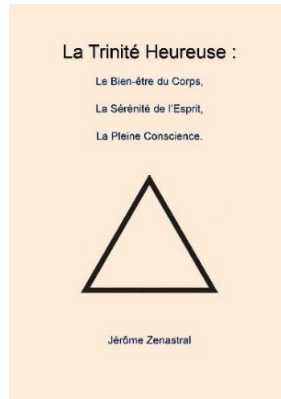 La Trinité Heureuse :
Le Bien-être du Corps,
La Sérénité de l'Esprit,
La Pleine Conscience.
Jérôme Zenastral